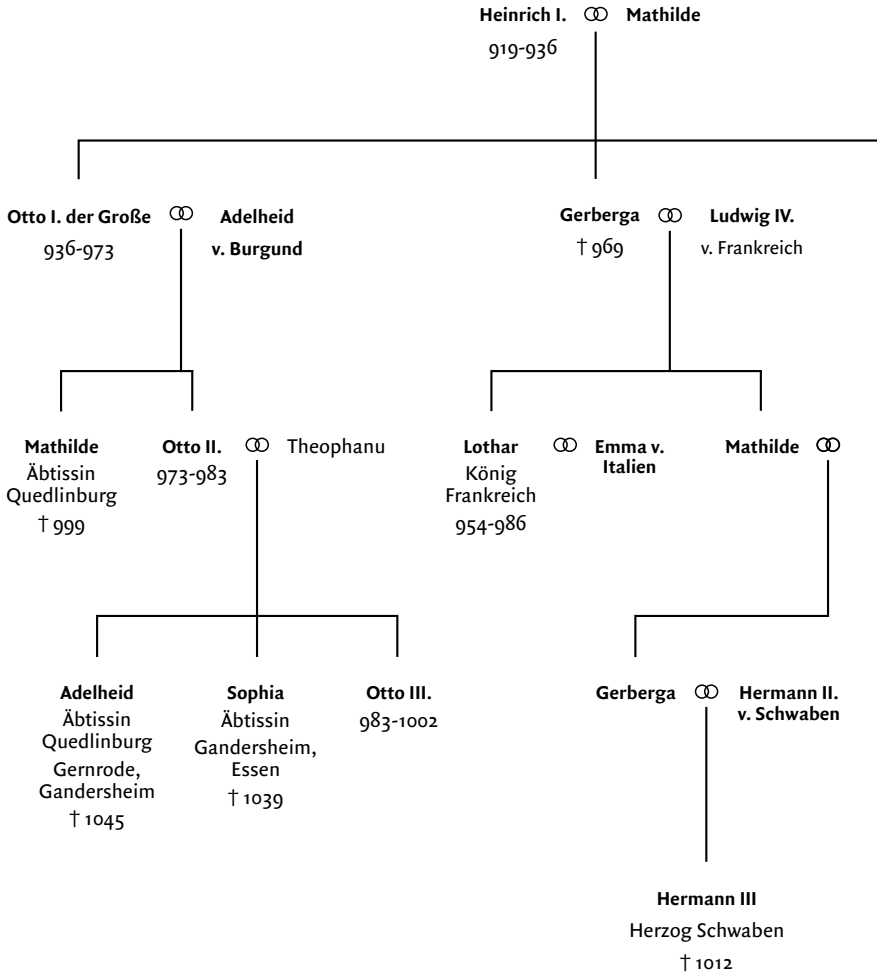 Heinrich I. Mathilde
919-936
Otto I. der Große Adelheid
936-973 v. Burgund
Gerberga Ludwig IV.
† 969 v. Frankreich
Mathilde
Äbtissin
Quedlinburg
† 999
Otto II. Theophanu
973-983
Lothar
König
Frankreich
954-986
Emma v.
Italien
Mathilde
Adelheid
Äbtissin
Quedlinburg
Gernrode,
Gandersheim
† 1045
Sophia
Äbtissin
Gandersheim,
Essen
† 1039
Otto III.
983-1002
Gerberga
Hermann II.
v. Schwaben
Hermann III
Herzog Schwaben
† 1012